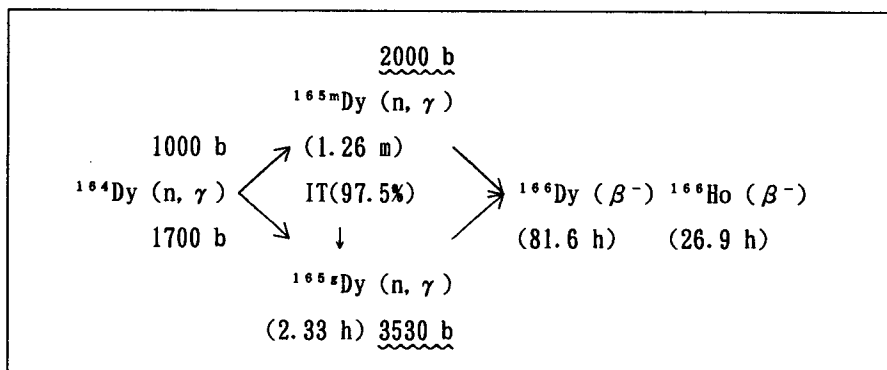 2000 b
¹⁶⁵ᵐDy (n, γ)
1000 b (1.26 m)
¹⁶⁴Dy (n, γ) IT(97.5%) ¹⁶⁶Dy (β⁻) ¹⁶⁶Ho (β⁻)
1700 b ↓ (81.6 h) (26.9 h)
¹⁶⁵ᵍDy (n, γ)
(2.33 h) 3530 b